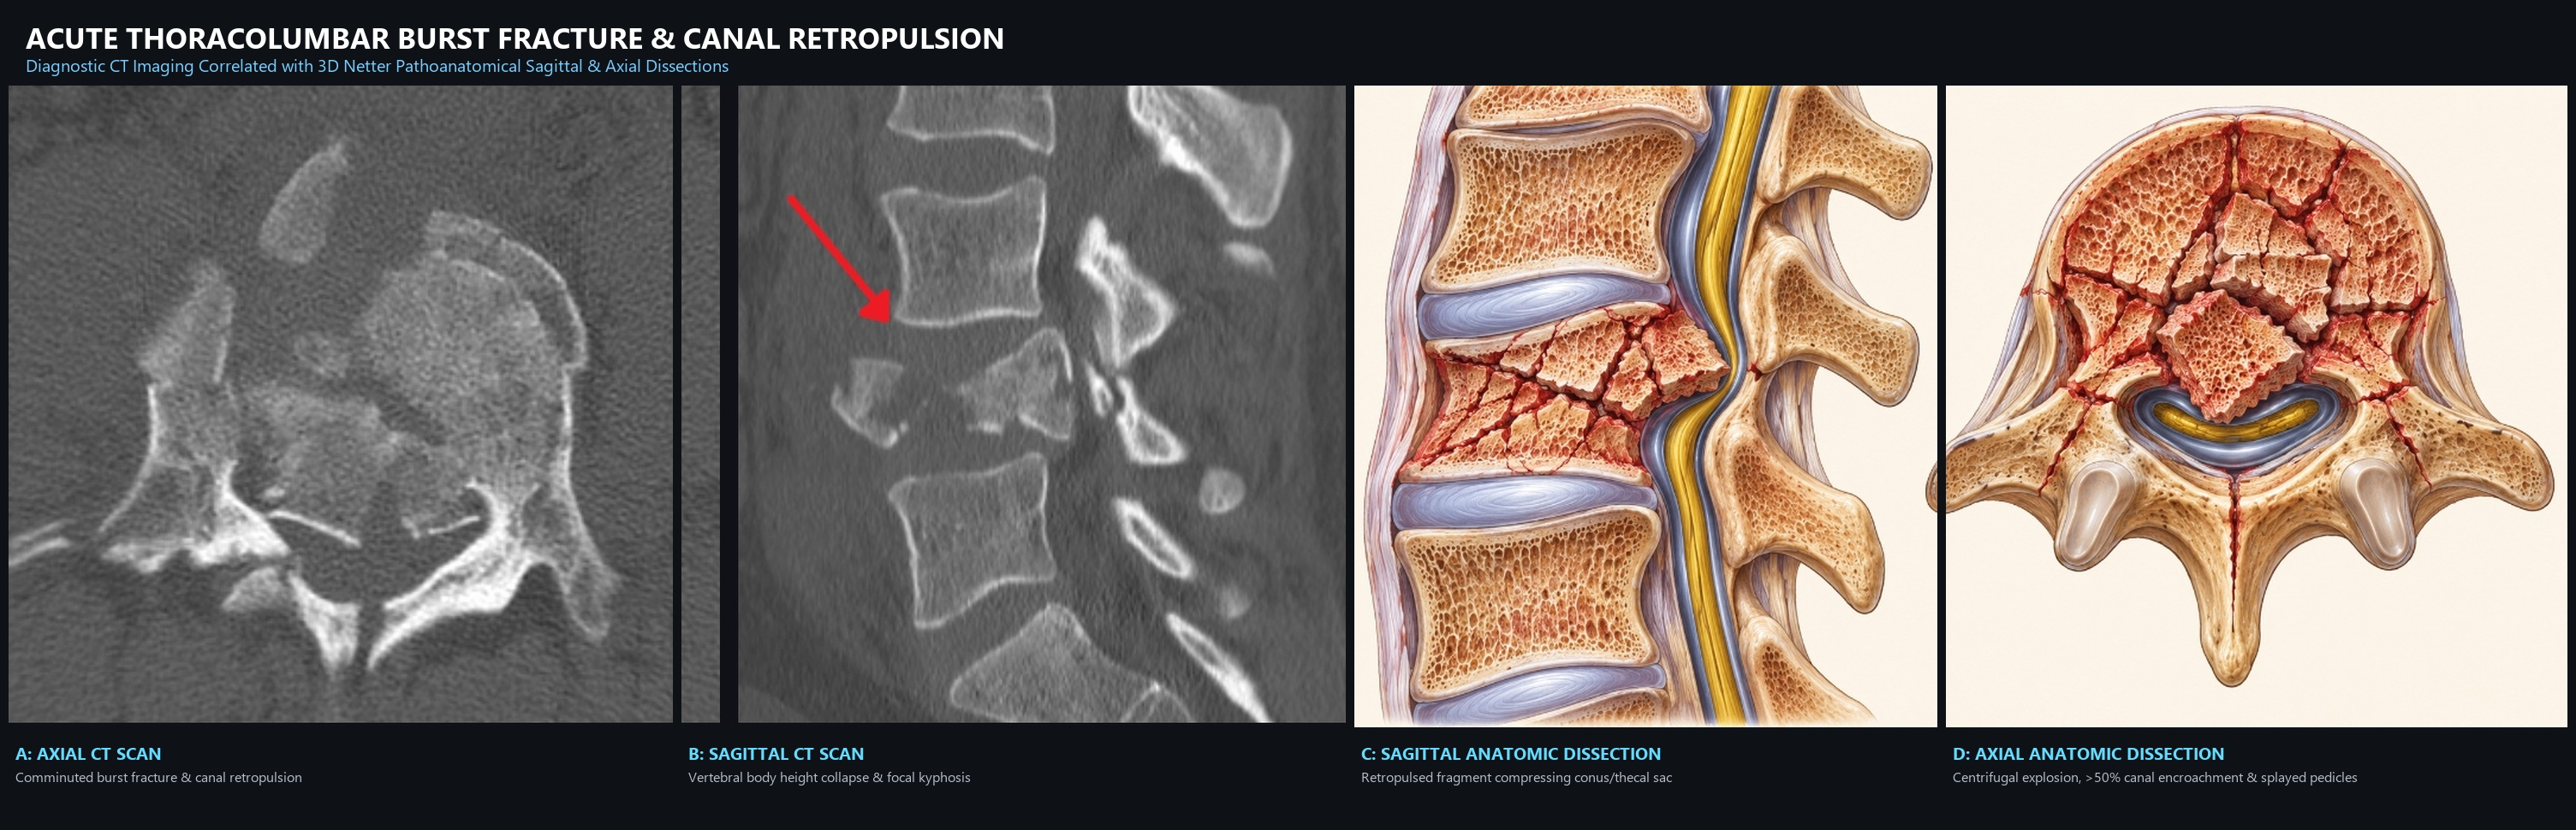 ACUTE THORACOLUMBAR BURST FRACTURE & CANAL RETROPULSION
Diagnostic CT Imaging Correlated with 3D Netter Pathoanatomical Sagittal & Axial Dissections
A: AXIAL CT SCAN
Comminuted burst fracture & canal retropulsion
B: SAGITTAL CT SCAN
Vertebral body height collapse & focal kyphosis
C: SAGITTAL ANATOMIC DISSECTION
Retropulsed fragment compressing conus/thecal sac
D: AXIAL ANATOMIC DISSECTION
Centrifugal explosion, >50% canal encroachment & splayed pedicles